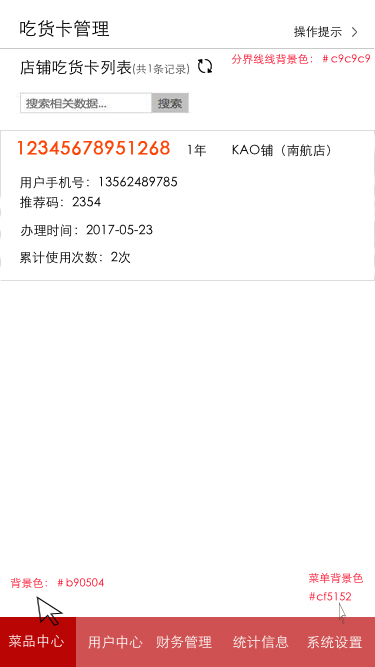 吃货卡管理
操作提示 >
分界线线背景色： #c9c9c9
店铺吃货卡列表(共1条记录)
搜索相关数据... 搜索
12345678951268 1年 KAO铺（南航店）
用户手机号：13562489785
推荐码：2354
办理时间：2017-05-23
累计使用次数：2次
背景色： #b90504
菜单背景色
#cf5152
菜品中心 用户中心 财务管理 统计信息 系统设置